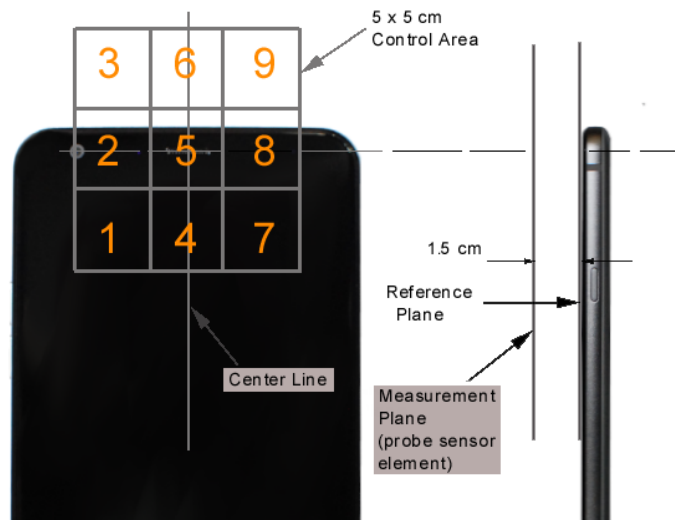 5 x 5 cm
Control Area
3 6 9
2 5 8
1 4 7
1.5 cm
Reference
Plane
Center Line
Measurement
Plane
(probe sensor
element)